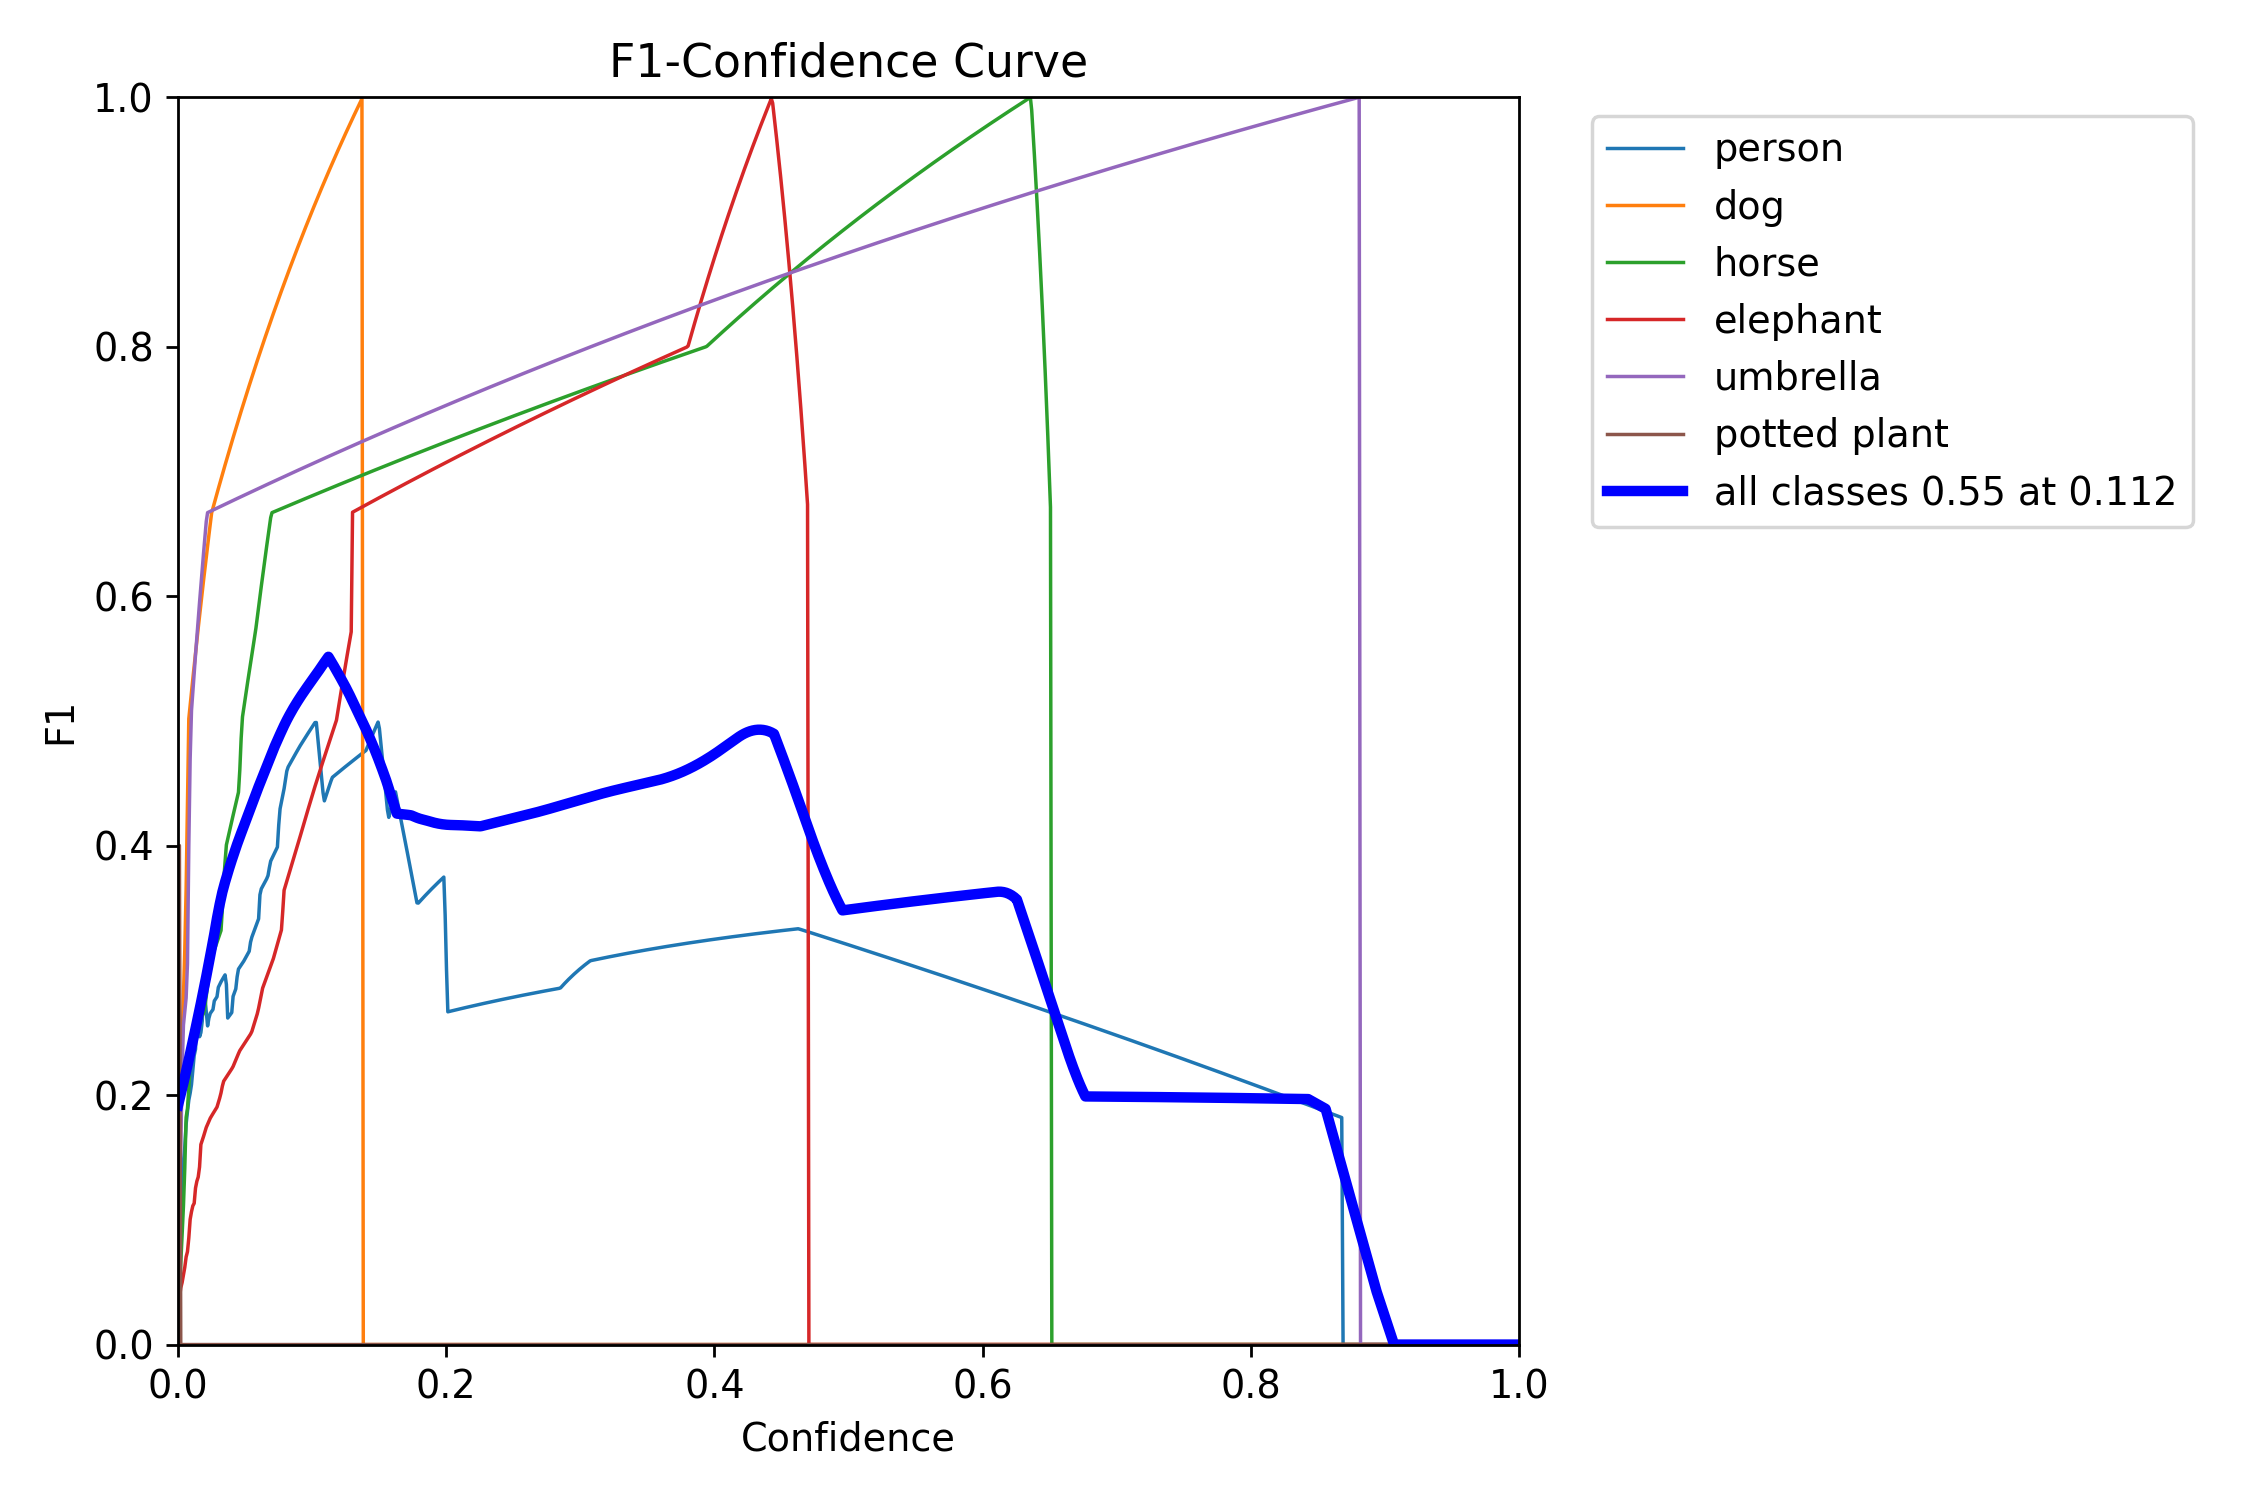 F1-Confidence Curve
1.0
0.8
0.6
0.4
0.2
0.0
F1
0.0 0.2 0.4 0.6 0.8 1.0
Confidence
person
dog
horse
elephant
umbrella
potted plant
all classes 0.55 at 0.112